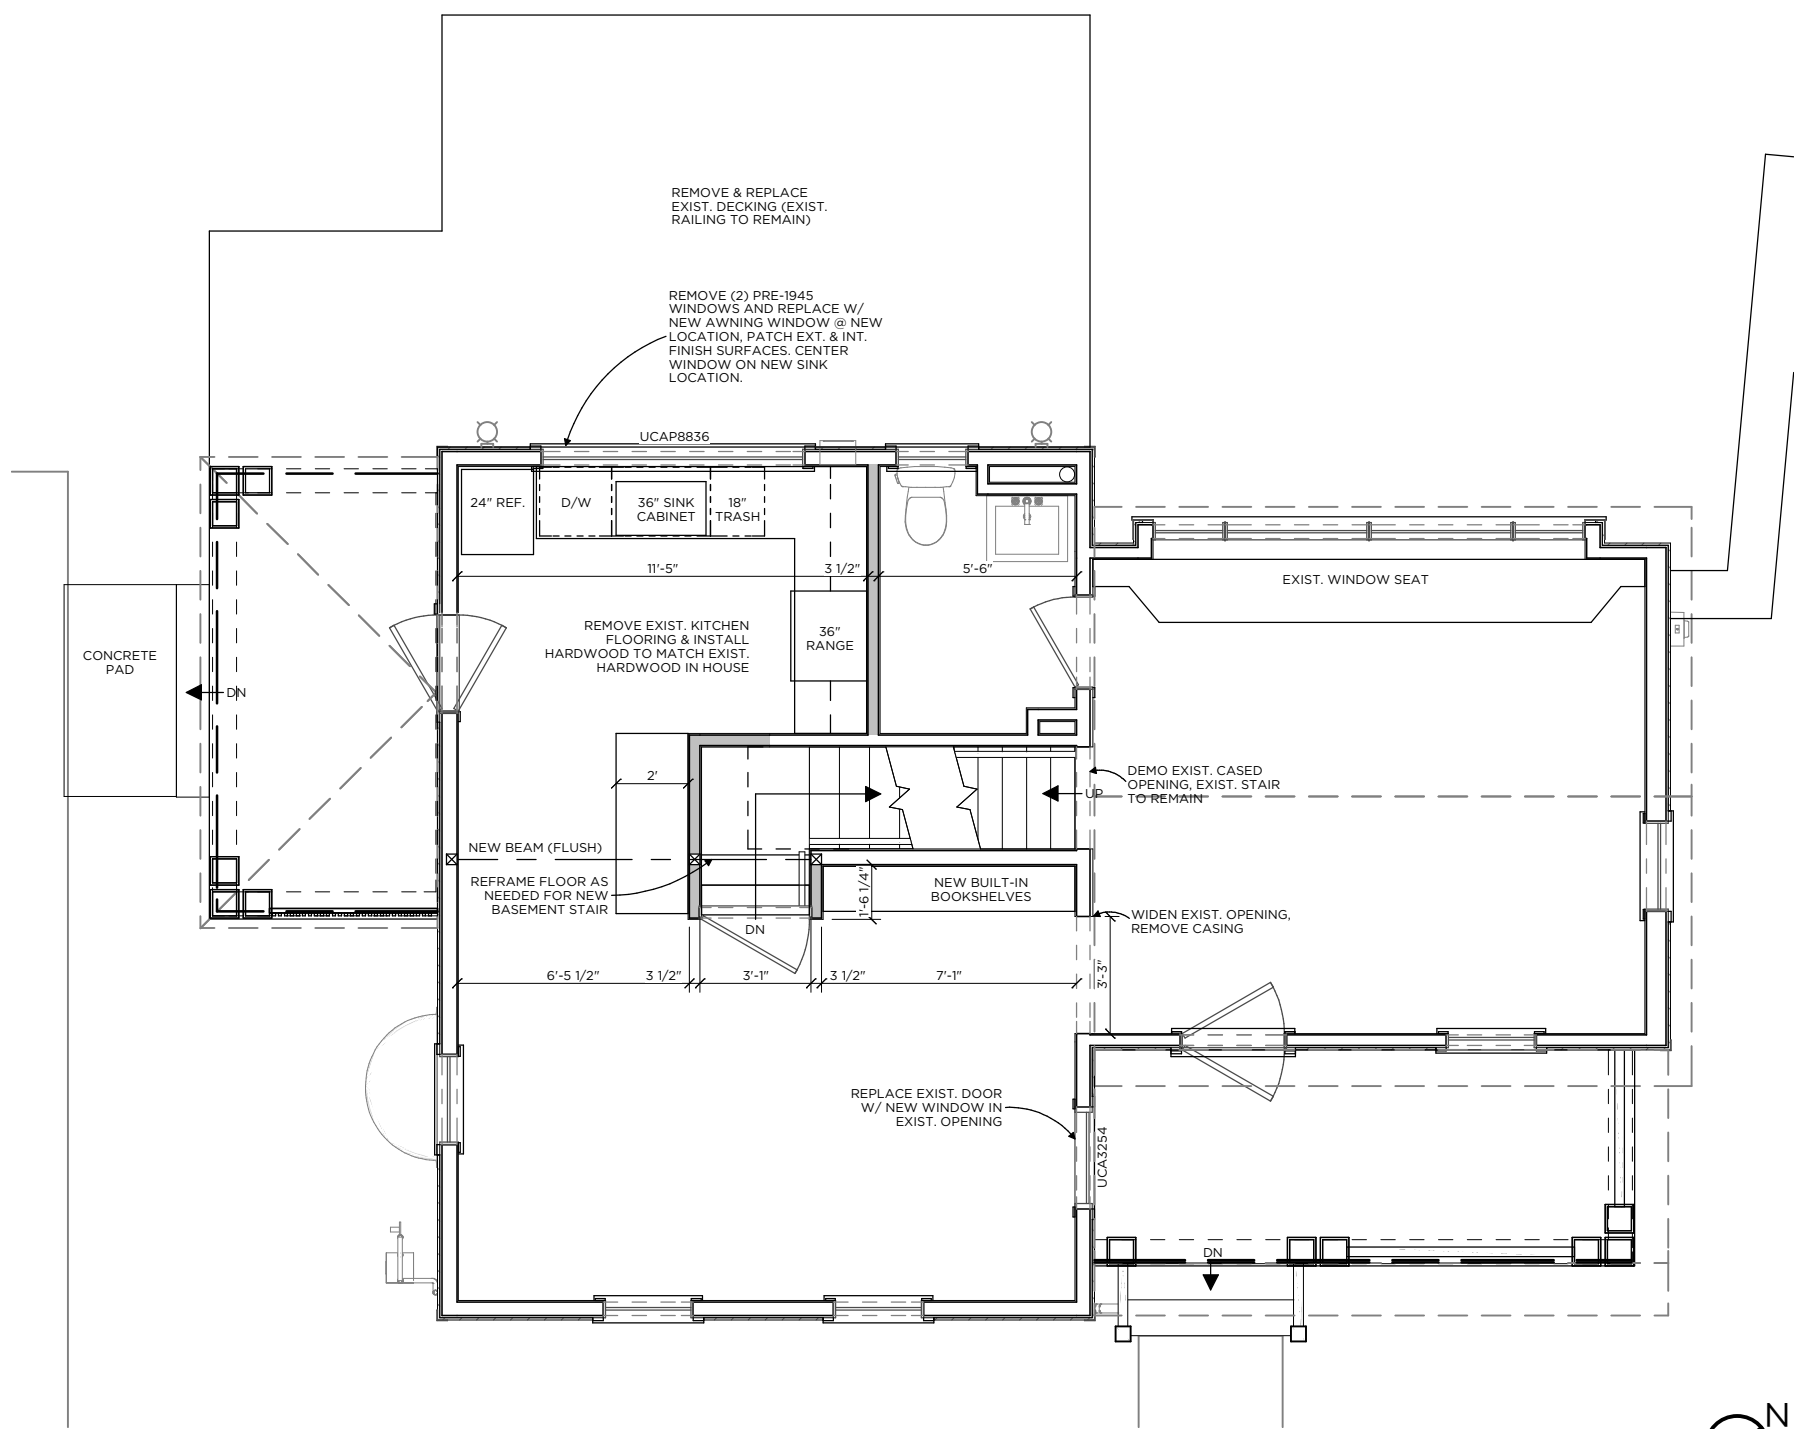 REMOVE & REPLACE
EXIST. DECKING (EXIST.
RAILING TO REMAIN)
REMOVE (2) PRE-1945
WINDOWS AND REPLACE W/
NEW AWNING WINDOW @ NEW
LOCATION, PATCH EXT. & INT.
FINISH SURFACES. CENTER
WINDOW ON NEW SINK
LOCATION.
UCAP8836
24" REF.
D/W
36" SINK
CABINET
18"
TRASH
11'-5"
3 1/2"
5'-6"
EXIST. WINDOW SEAT
REMOVE EXIST. KITCHEN
FLOORING & INSTALL
HARDWOOD TO MATCH EXIST.
HARDWOOD IN HOUSE
36"
RANGE
CONCRETE
PAD
DN
2'
UP
DEMO EXIST. CASED
OPENING, EXIST. STAIR
TO REMAIN
NEW BEAM (FLUSH)
REFRAME FLOOR AS
NEEDED FOR NEW
BASEMENT STAIR
1'-6 1/4"
NEW BUILT-IN
BOOKSHELVES
DN
WIDEN EXIST. OPENING,
REMOVE CASING
6'-5 1/2"
3 1/2"
3'-1"
3 1/2"
7'-1"
3'-3"
REPLACE EXIST. DOOR
W/ NEW WINDOW IN
EXIST. OPENING
UCA3254
DN
N